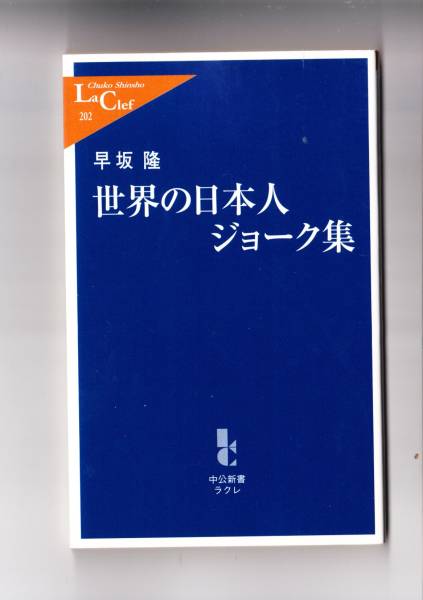 Chuko Shinsho
La Clef
202
早坂 隆
世界の日本人
ジョーク集
LC
中公新書
ラクレ